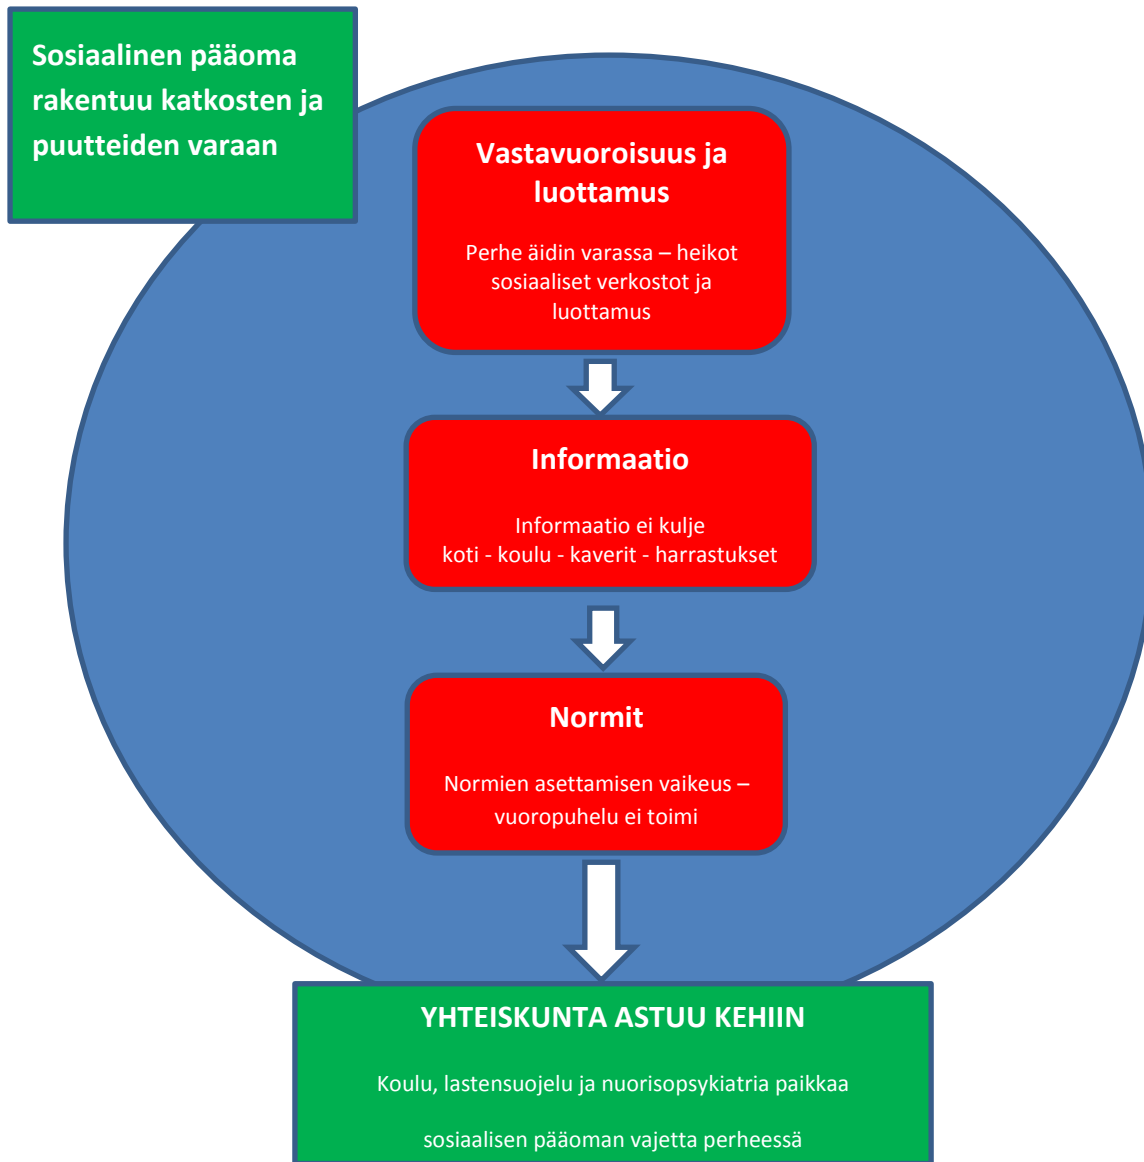 Sosiaalinen pääoma
rakentuu katkosten ja
puutteiden varaan
Vastavuoroisuus ja
luottamus
Perhe äidin varassa – heikot
sosiaaliset verkostot ja
luottamus
Informaatio
Informaatio ei kulje
koti - koulu - kaverit - harrastukset
Normit
Normien asettamisen vaikeus –
vuoropuhelu ei toimi
YHTEISKUNTA ASTUU KEHIIN
Koulu, lastensuojelu ja nuorisopsykiatria paikkaa
sosiaalisen pääoman vajetta perheessä